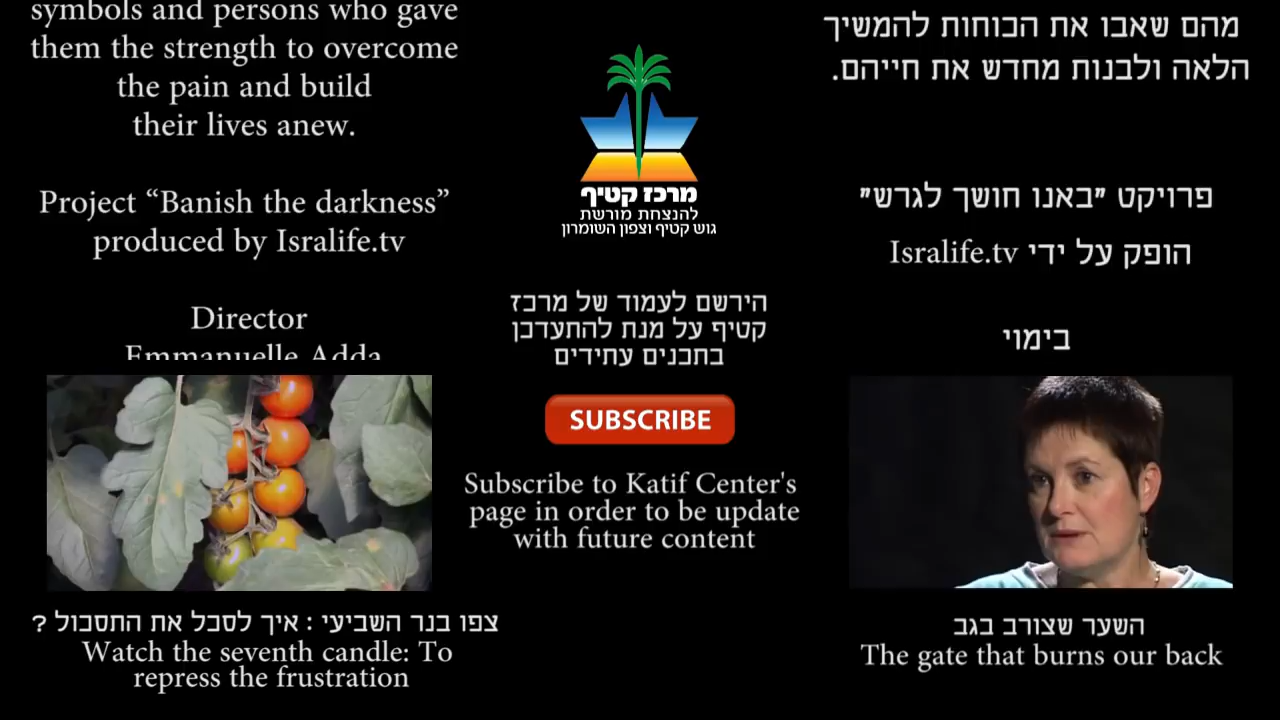 symbols and persons who gave
them the strength to overcome
the pain and build
their lives anew.
Project “Banish the darkness”
produced by Isralife.tv
Director
Emmanuelle Adda
מרכז קטיף
להנצחת מורשת
גוש קטיף וצפון השומרון
הירשם לעמוד של מרכז
קטיף על מנת להתעדכן
בתכנים עתידים
SUBSCRIBE
Subscribe to Katif Center's
page in order to be update
with future content
מהם שאבו את הכוחות להמשיך
הלאה ולבנות מחדש את חייהם.
פרויקט "באנו חושך לגרש"
הופק על ידי Isralife.tv
בימוי
צפו בנר השביעי : איך לסכל את התסכול ?
Watch the seventh candle: To
repress the frustration
השער שצורב בגב
The gate that burns our back